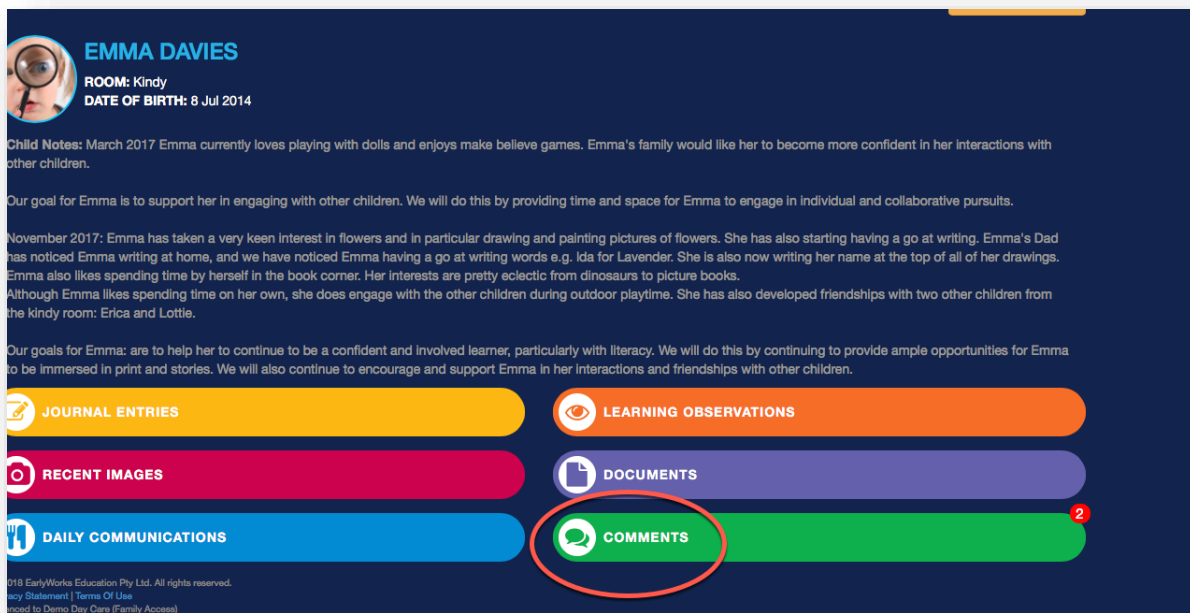 EMMA DAVIES
ROOM: Kindy
DATE OF BIRTH: 8 Jul 2014
Child Notes: March 2017 Emma currently loves playing with dolls and enjoys make believe games. Emma's family would like her to become more confident in her interactions with
other children.
Our goal for Emma is to support her in engaging with other children. We will do this by providing time and space for Emma to engage in individual and collaborative pursuits.
November 2017: Emma has taken a very keen interest in flowers and in particular drawing and painting pictures of flowers. She has also starting having a go at writing. Emma's Dad
has noticed Emma writing at home, and we have noticed Emma having a go at writing words e.g. lda for Lavender. She is also now writing her name at the top of all of her drawings.
Emma also likes spending time by herself in the book corner. Her interests are pretty eclectic from dinosaurs to picture books.
Although Emma likes spending time on her own, she does engage with the other children during outdoor playtime. She has also developed friendships with two other children from
the kindy room: Erica and Lottie.
Our goals for Emma: are to help her to continue to be a confident and involved learner, particularly with literacy. We will do this by continuing to provide ample opportunities for Emma
to be immersed in print and stories. We will also continue to encourage and support Emma in her interactions and friendships with other children.
JOURNAL ENTRIES
LEARNING OBSERVATIONS
RECENT IMAGES
DOCUMENTS
DAILY COMMUNICATIONS
COMMENTS
2
018 EarlyWorks Education Pty Ltd. All rights reserved.
acy Statement | Terms Of Use
enced to Demo Day Care (Family Access)